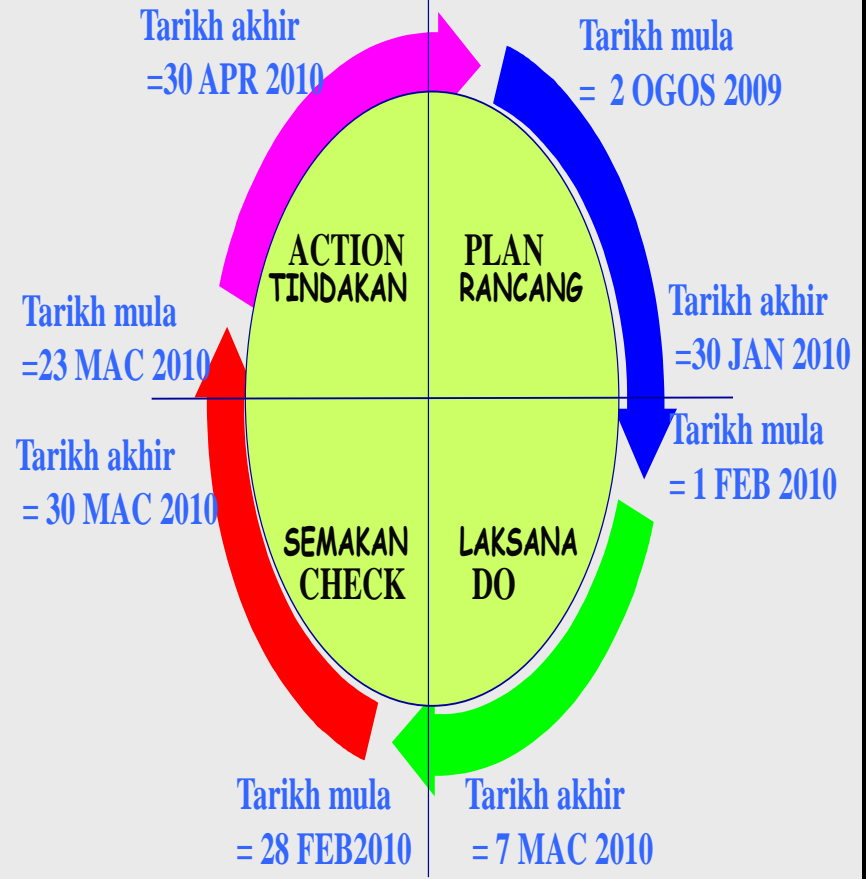 Tarikh akhir
=30 APR 2010
Tarikh mula
= 2 OGOS 2009
ACTION
TINDAKAN
PLAN
RANCANG
Tarikh mula
=23 MAC 2010
Tarikh akhir
=30 JAN 2010
Tarikh akhir
= 30 MAC 2010
Tarikh mula
= 1 FEB 2010
SEMAKAN
CHECK
LAKSANA
DO
Tarikh mula
= 28 FEB2010
Tarikh akhir
= 7 MAC 2010